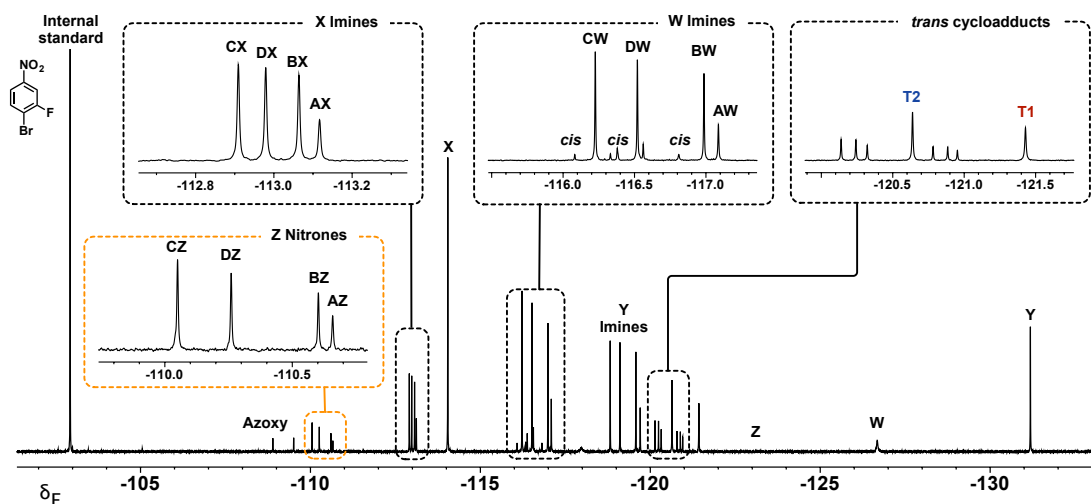 Internal
standard
NO2
F
Br
X Imines
CX
DX
BX
AX
-112.8
-113.0
-113.2
W Imines
CW
DW
BW
AW
cis
cis
cis
-116.0
-116.5
-117.0
trans cycloadducts
T2
T1
-120.5
-121.0
-121.5
Z Nitrones
CZ
DZ
BZ
AZ
-110.0
-110.5
X
Y
Imines
Y
Azoxy
Z
W
-105
-110
-115
-120
-125
-130
δF